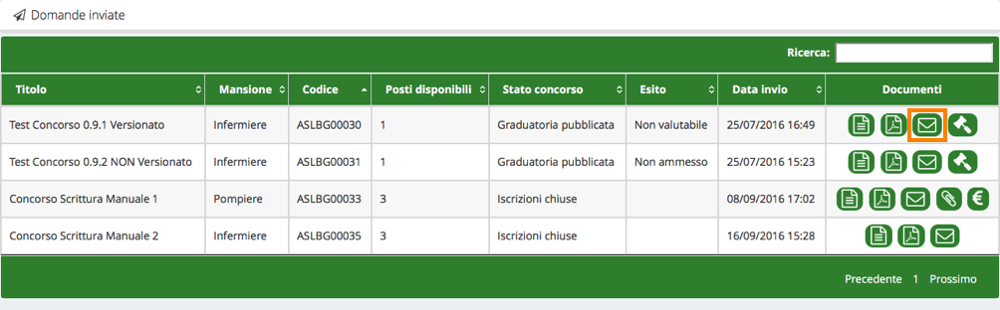 Domande inviate
Ricerca:
Titolo Mansione Codice Posti disponibili Stato concorso Esito Data invio Documenti
Test Concorso 0.9.1 Versionato Infermiere ASLBG00030 1 Graduatoria pubblicata Non valutabile 25/07/2016 16:49
Test Concorso 0.9.2 NON Versionato Infermiere ASLBG00031 1 Graduatoria pubblicata Non ammesso 25/07/2016 15:23
Concorso Scrittura Manuale 1 Pompiere ASLBG00033 3 Iscrizioni chiuse 08/09/2016 17:02 €
Concorso Scrittura Manuale 2 Infermiere ASLBG00035 3 Iscrizioni chiuse 16/09/2016 15:28
Precedente 1 Prossimo